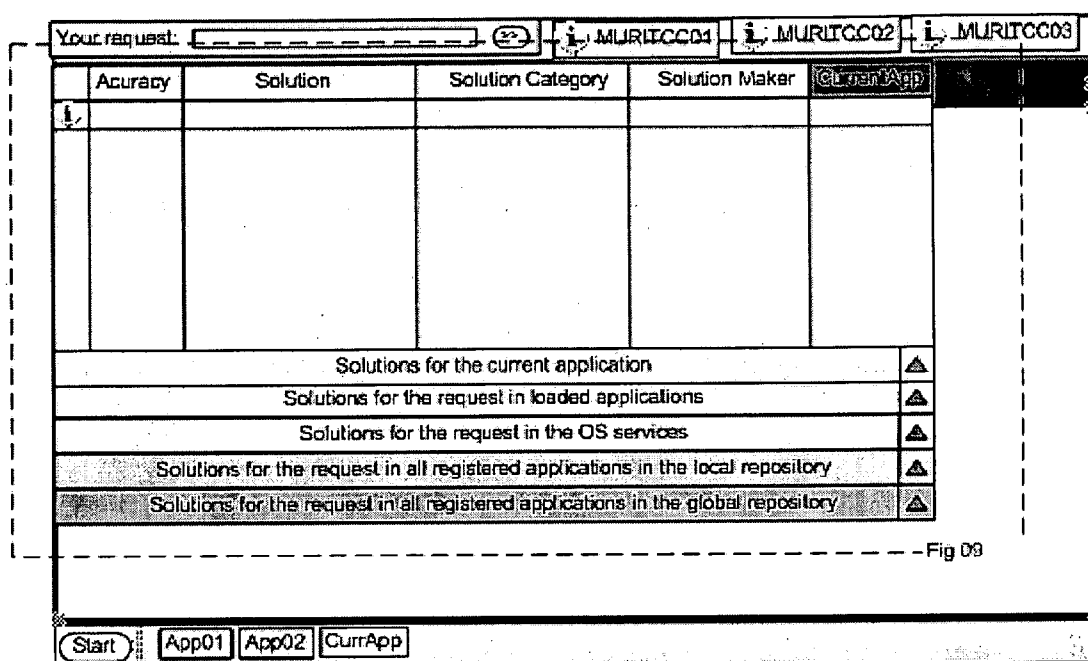 Your request: MURITCC01 MURITCC02 MURITCC03
Acuracy Solution Solution Category Solution Maker CurrentApp
Solutions for the current application
Solutions for the request in loaded applications
Solutions for the request in the OS services
Solutions for the request in all registered applications in the local repository
Solutions for the request in all registered applications in the global repository
Fig 09
Start App01 App02 CurrApp